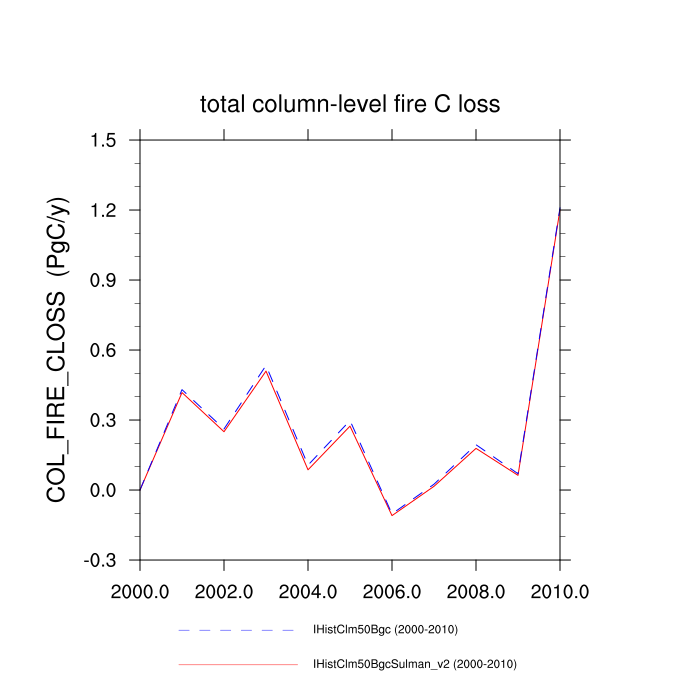 total column-level fire C loss
COL_FIRE_CLOSS (PgC/y)
1.5
1.2
0.9
0.6
0.3
0.0
-0.3
2000.0 2002.0 2004.0 2006.0 2008.0 2010.0
IHistClm50Bgc (2000-2010)
IHistClm50BgcSulman_v2 (2000-2010)